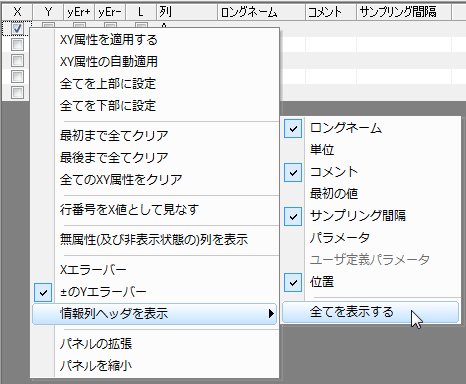 X Y yEr+ yEr- L 列 ロングネーム コメント サンプリング間隔
XY属性を適用する
XY属性の自動適用
全てを上部に設定
全てを下部に設定
最初まで全てクリア
最後まで全てクリア
全てのXY属性をクリア
行番号をX値として見なす
無属性(及び非表示状態の)列を表示
Xエラーバー
±のYエラーバー
情報列ヘッダを表示
パネルの拡張
パネルを縮小
ロングネーム
単位
コメント
最初の値
サンプリング間隔
パラメータ
ユーザ定義パラメータ
位置
全てを表示する